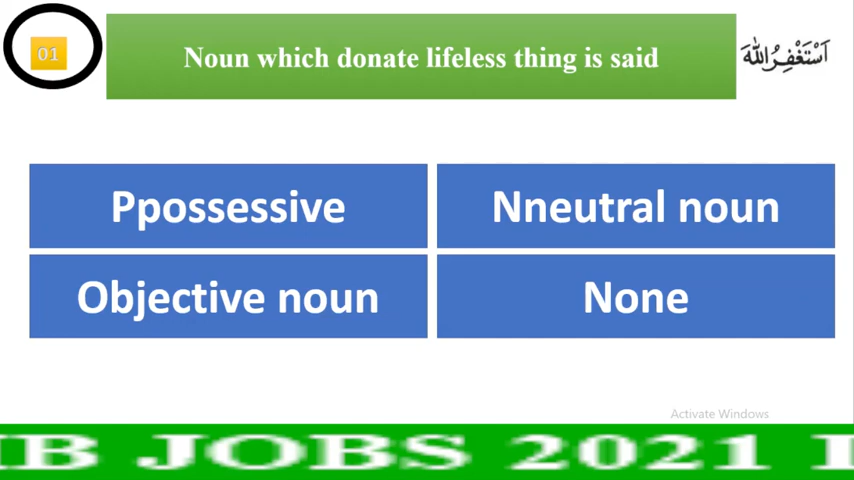 01
Noun which donate lifeless thing is said
اَسْتَغْفِرُاللّٰهَ
Ppossessive
Nneutral noun
Objective noun
None
Activate Windows
B JOBS 2021